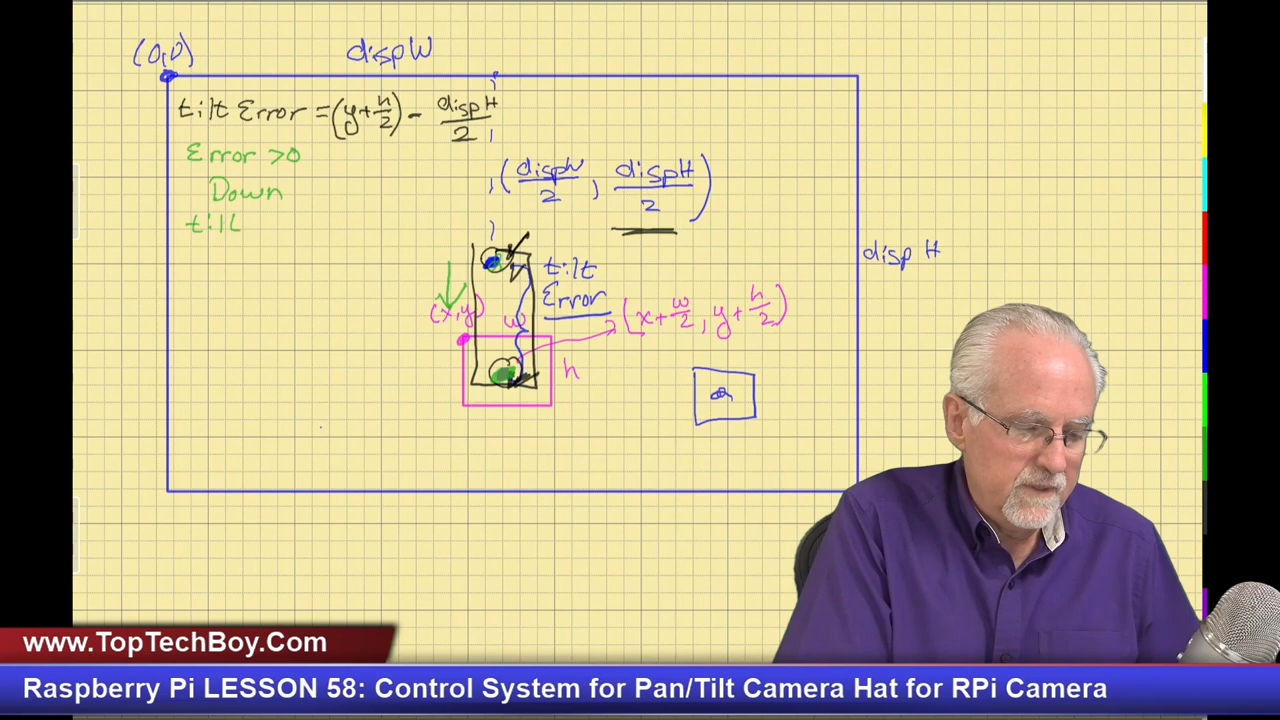 (0,0)
dispW
tilt Error = (y+h/2) - dispH/2
Error >0
Down
tilt
(dispW/2, dispH/2)
disp H
tilt
Error
(x,y)
w
(x+w/2, y+h/2)
h
www.TopTechBoy.Com
Raspberry Pi LESSON 58: Control System for Pan/Tilt Camera Hat for RPi Camera